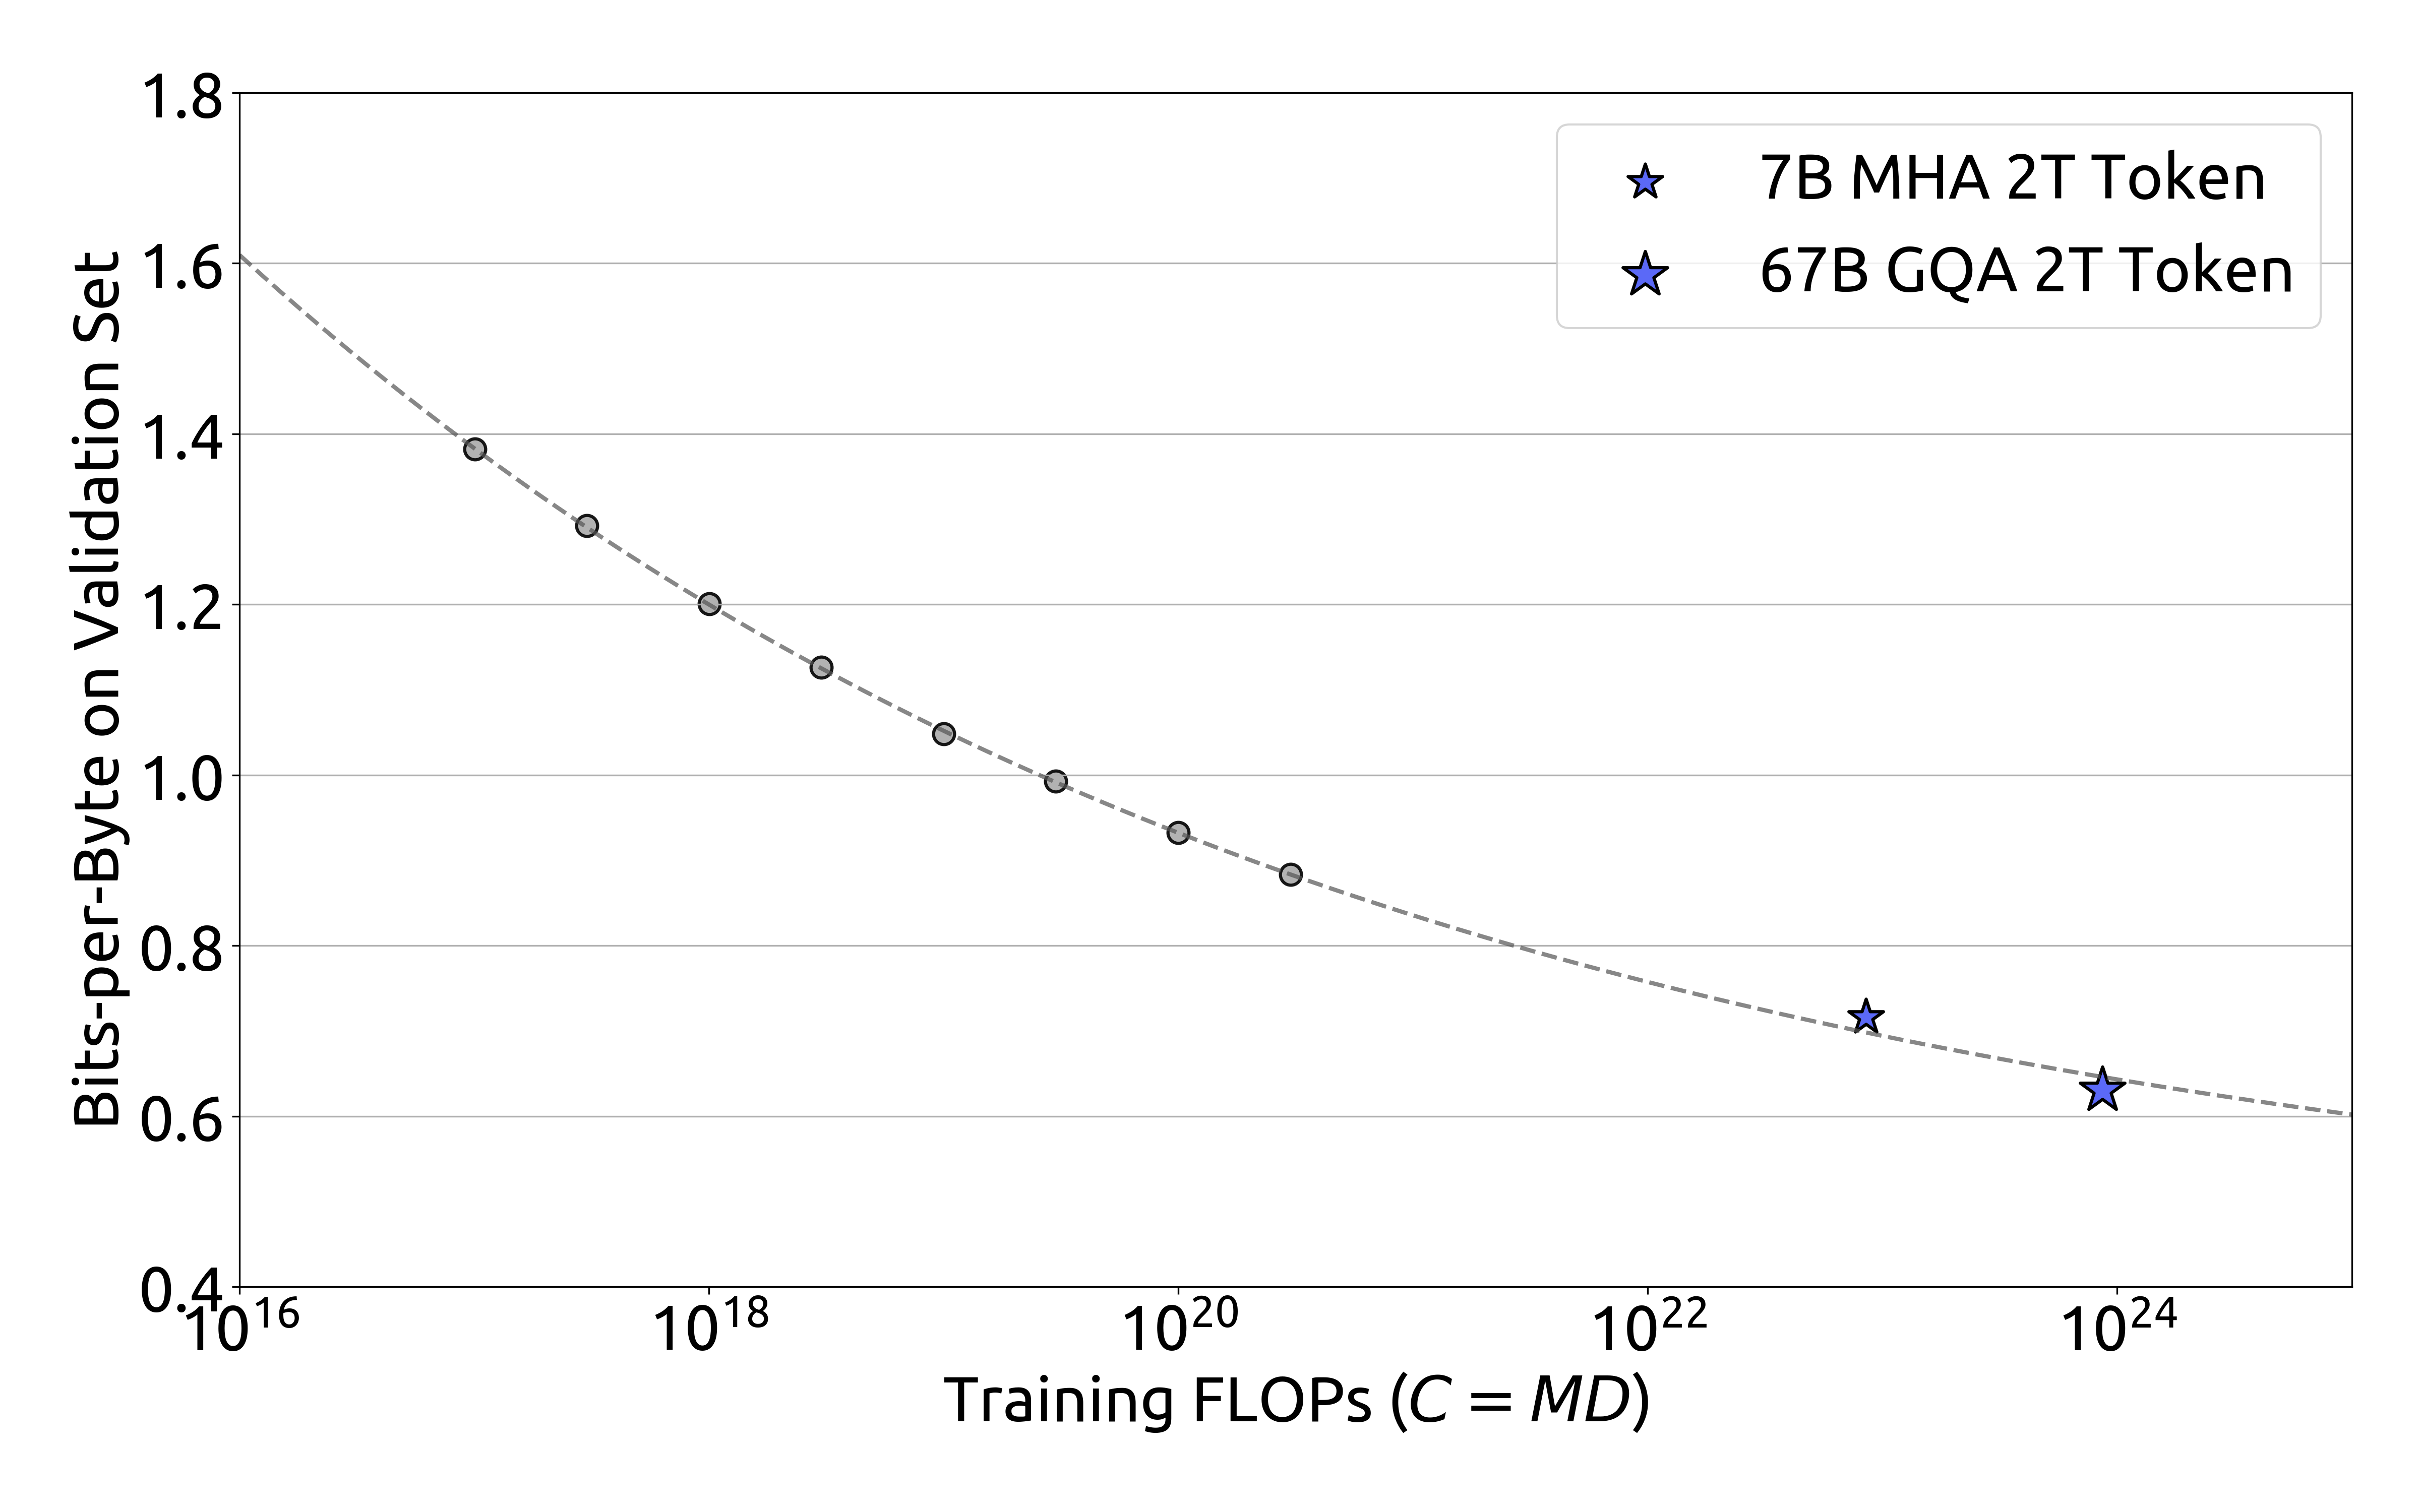 1.8
1.6
1.4
1.2
1.0
0.8
0.6
0.4
Bits-per-Byte on Validation Set
7B MHA 2T Token
67B GQA 2T Token
10^16 10^18 10^20 10^22 10^24
Training FLOPs (C = MD)